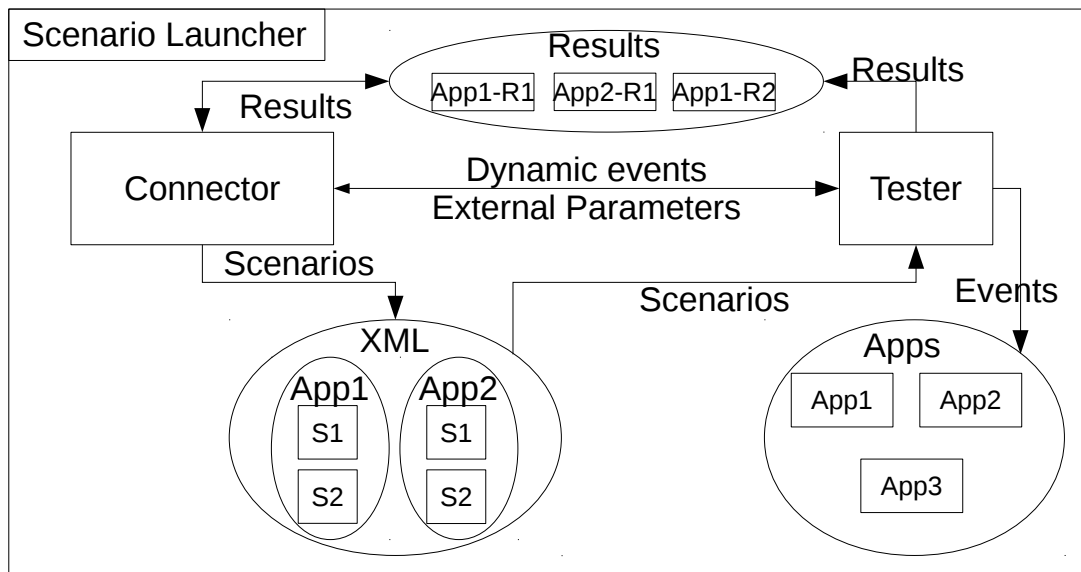 Scenario Launcher
Results
App1-R1 App2-R1 App1-R2
Results
Results
Connector
Dynamic events
External Parameters
Tester
Scenarios
Scenarios
Events
XML
App1 App2
S1 S1
S2 S2
Apps
App1 App2
App3